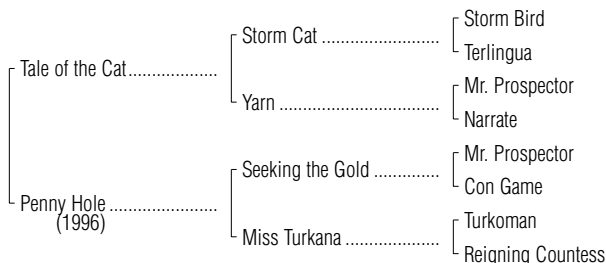 Storm Bird
Storm Cat ........................
Terlingua
Tale of the Cat..................
Mr. Prospector
Yarn .................................
Narrate
Mr. Prospector
Seeking the Gold ..............
Con Game
Penny Hole ......................
(1996)
Turkoman
Miss Turkana ...................
Reigning Countess